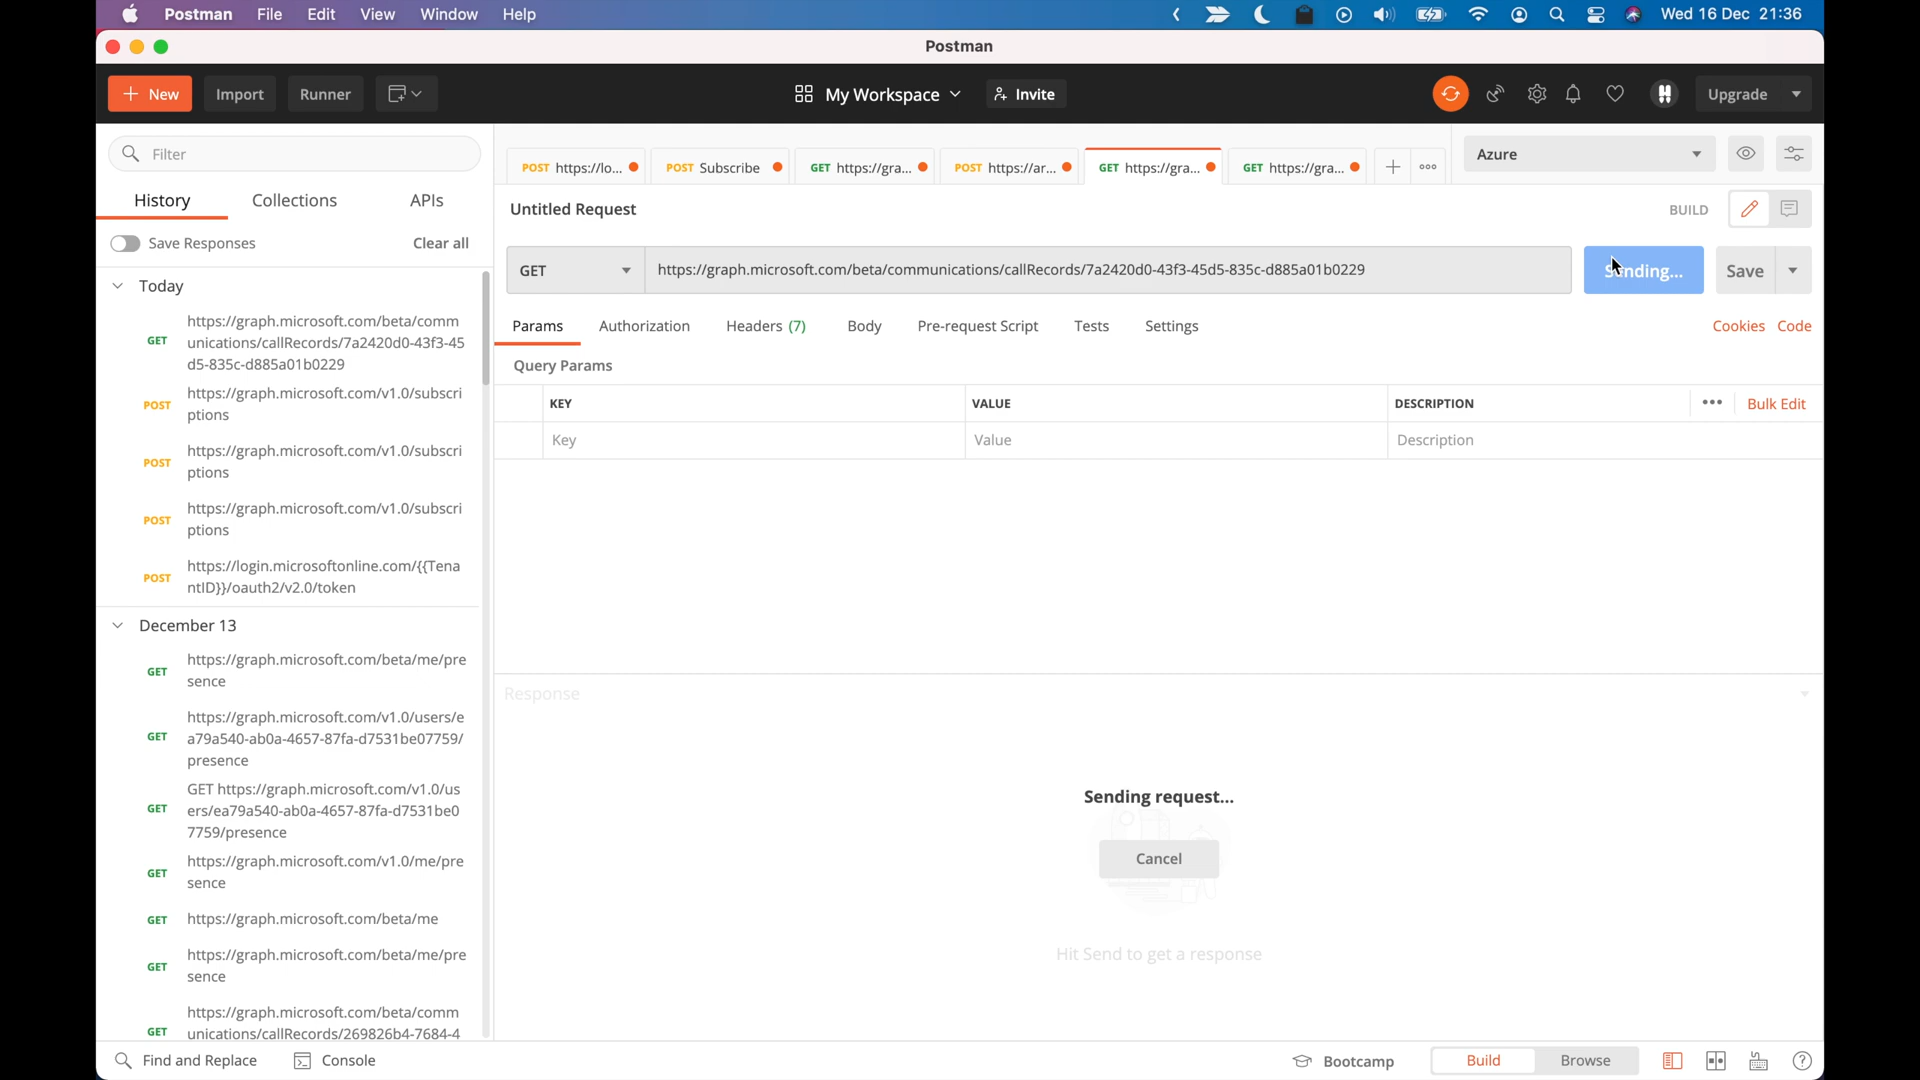 Postman File Edit View Window Help Wed 16 Dec 21:36
Postman
New Import Runner My Workspace Invite Upgrade
Filter
POST https://lo... POST Subscribe GET https://gra... POST https://ar... GET https://gra... GET https://gra... Azure
History Collections APIs
Untitled Request BUILD
Save Responses Clear all
GET https://graph.microsoft.com/beta/communications/callRecords/7a2420d0-43f3-45d5-835c-d885a01b0229 Sending... Save
Params Authorization Headers (7) Body Pre-request Script Tests Settings Cookies Code
Query Params
KEY VALUE DESCRIPTION Bulk Edit
Key Value Description
Today
GET https://graph.microsoft.com/beta/comm
unications/callRecords/7a2420d0-43f3-45
d5-835c-d885a01b0229
POST https://graph.microsoft.com/v1.0/subscri
ptions
POST https://graph.microsoft.com/v1.0/subscri
ptions
POST https://graph.microsoft.com/v1.0/subscri
ptions
POST https://login.microsoftonline.com/{{Tena
ntID}}/oauth2/v2.0/token
December 13
GET https://graph.microsoft.com/beta/me/pre
sence
GET https://graph.microsoft.com/v1.0/users/e
a79a540-ab0a-4657-87fa-d7531be07759/
presence
GET GET https://graph.microsoft.com/v1.0/us
ers/ea79a540-ab0a-4657-87fa-d7531be0
7759/presence
GET https://graph.microsoft.com/v1.0/me/pre
sence
GET https://graph.microsoft.com/beta/me
GET https://graph.microsoft.com/beta/me/pre
sence
GET https://graph.microsoft.com/beta/comm
unications/callRecords/269826b4-7684-4
Response
Sending request...
Cancel
Hit Send to get a response
Find and Replace Console Bootcamp Build Browse